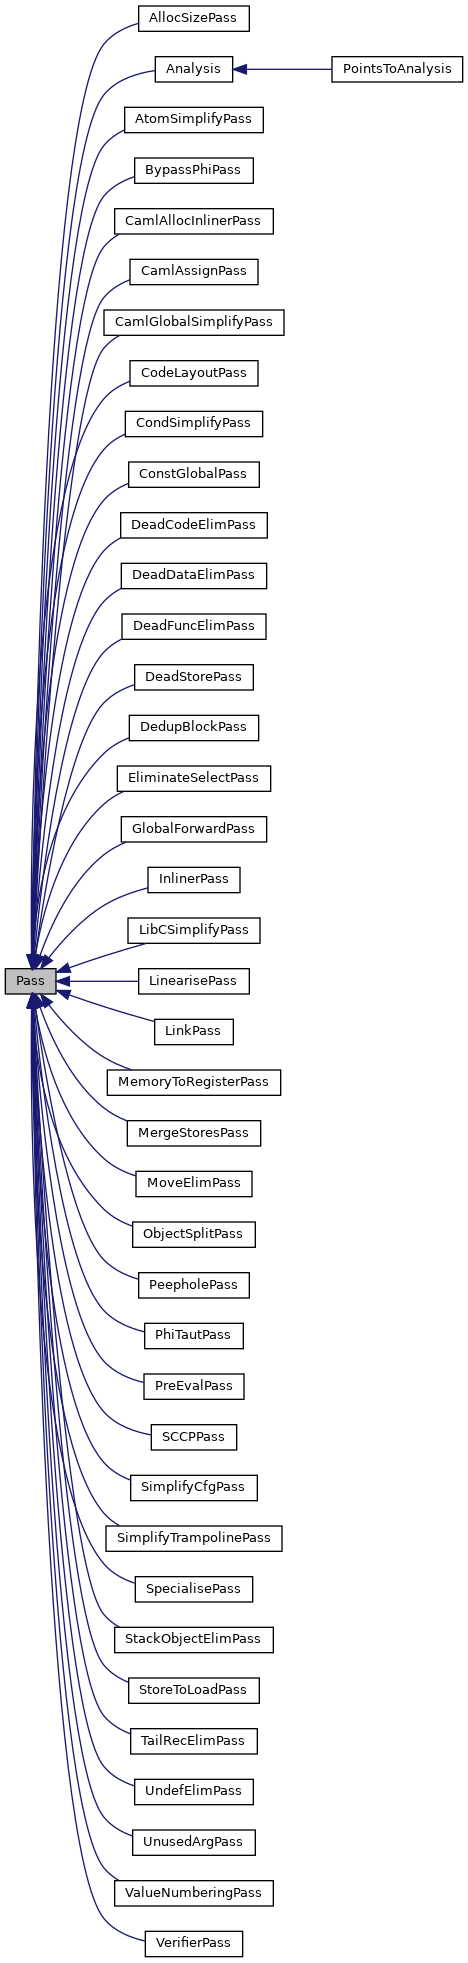 AllocSizePass
Analysis
PointsToAnalysis
AtomSimplifyPass
BypassPhiPass
CamlAllocInlinerPass
CamlAssignPass
CamlGlobalSimplifyPass
CodeLayoutPass
CondSimplifyPass
ConstGlobalPass
DeadCodeElimPass
DeadDataElimPass
DeadFuncElimPass
DeadStorePass
DedupBlockPass
EliminateSelectPass
GlobalForwardPass
InlinerPass
LibCSimplifyPass
Pass
LinearisePass
LinkPass
MemoryToRegisterPass
MergeStoresPass
MoveElimPass
ObjectSplitPass
PeepholePass
PhiTautPass
PreEvalPass
SCCPPass
SimplifyCfgPass
SimplifyTrampolinePass
SpecialisePass
StackObjectElimPass
StoreToLoadPass
TailRecElimPass
UndefElimPass
UnusedArgPass
ValueNumberingPass
VerifierPass